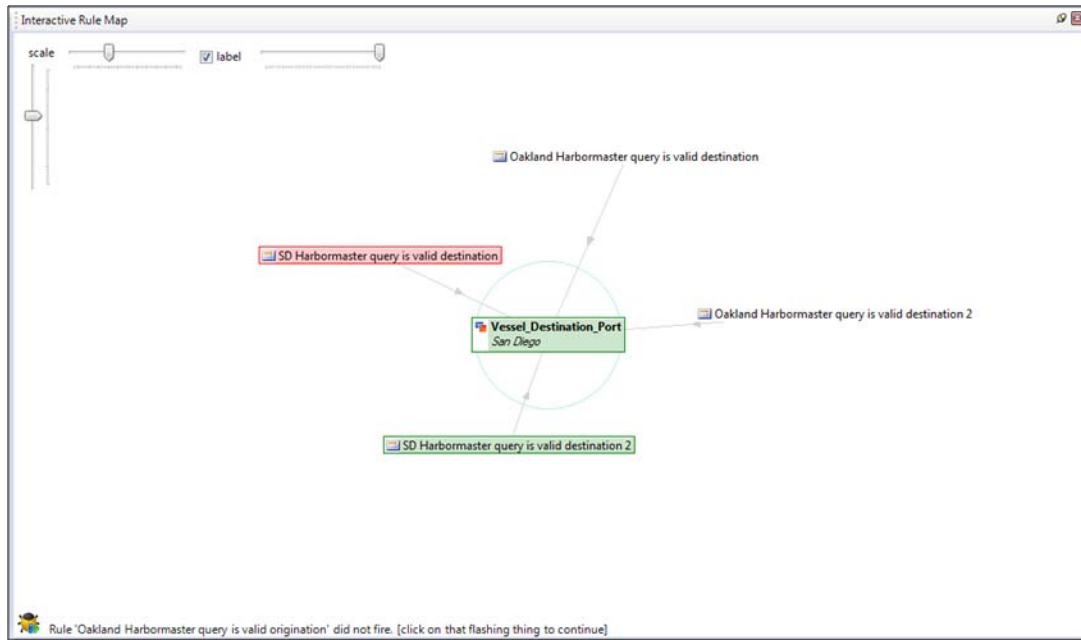 Interactive Rule Map
scale
label
Oakland Harbormaster query is valid destination
SD Harbormaster query is valid destination
Oakland Harbormaster query is valid destination 2
Vessel_Destination_Port
San Diego
SD Harbormaster query is valid destination 2
Rule 'Oakland Harbormaster query is valid origination' did not fire. [click on that flashing thing to continue]